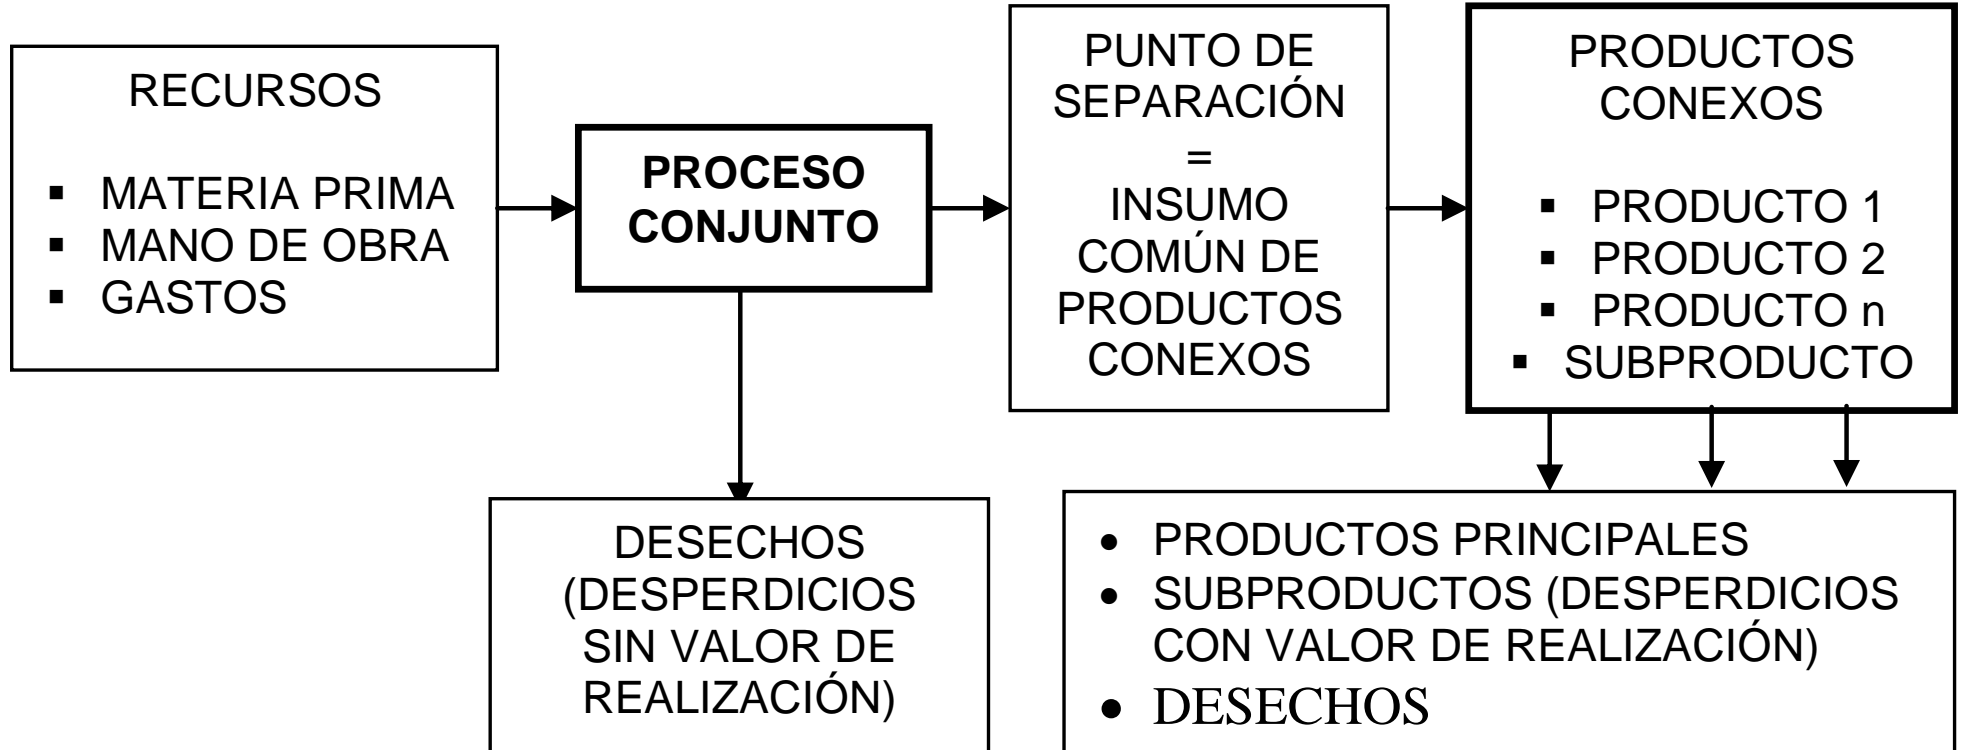 RECURSOS
▪ MATERIA PRIMA
▪ MANO DE OBRA
▪ GASTOS
PROCESO
CONJUNTO
PUNTO DE
SEPARACIÓN
=
INSUMO
COMÚN DE
PRODUCTOS
CONEXOS
PRODUCTOS
CONEXOS
▪ PRODUCTO 1
▪ PRODUCTO 2
▪ PRODUCTO n
▪ SUBPRODUCTO
DESECHOS
(DESPERDICIOS
SIN VALOR DE
REALIZACIÓN)
• PRODUCTOS PRINCIPALES
• SUBPRODUCTOS (DESPERDICIOS
CON VALOR DE REALIZACIÓN)
• DESECHOS